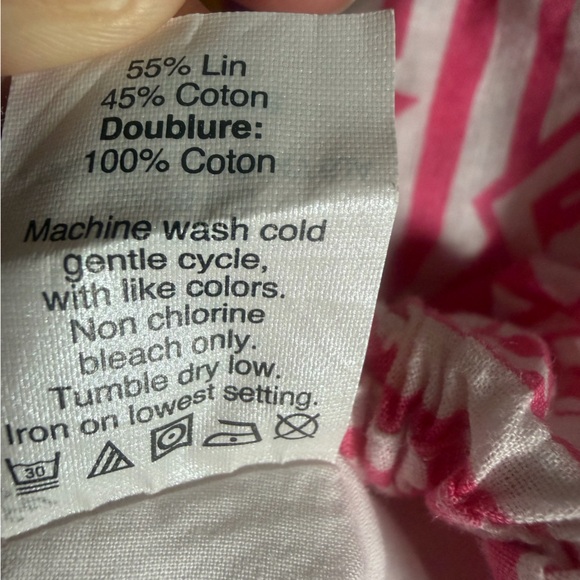 55% Lin
45% Coton
Doublure:
100% Coton
Machine wash cold
gentle cycle,
with like colors.
Non chlorine
bleach only.
Tumble dry low.
Iron on lowest setting.
30